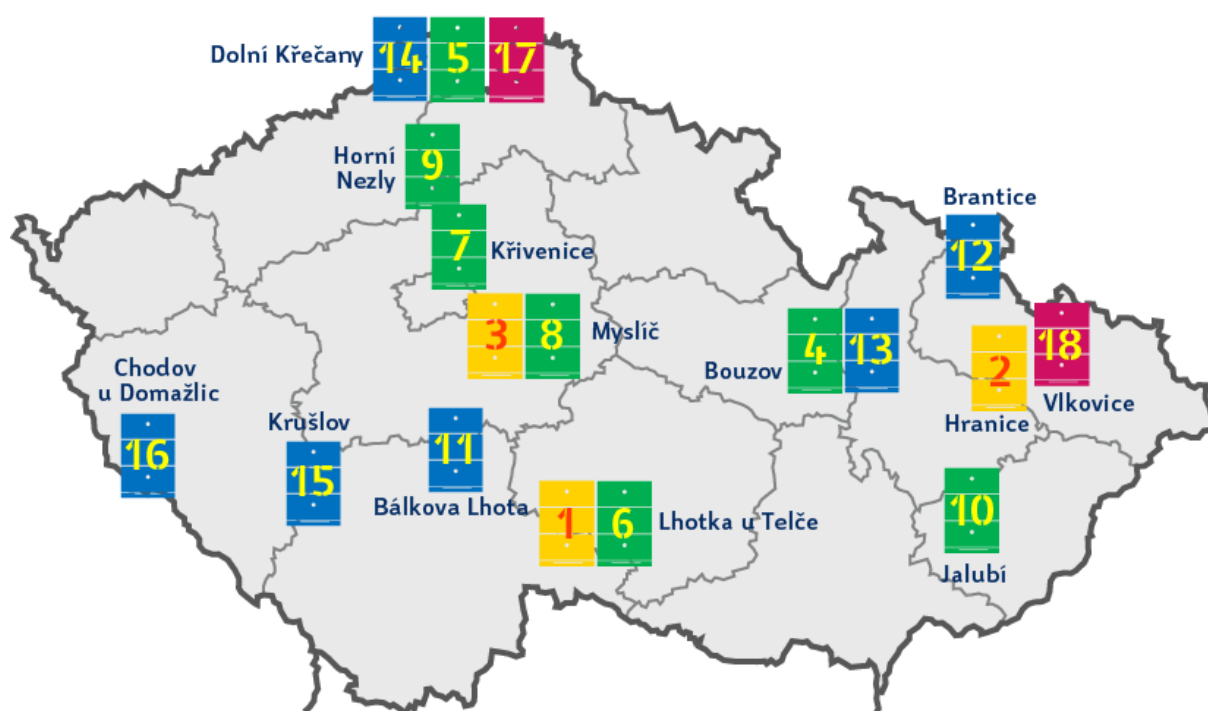 Dolní Křečany
14
5
17
Horní
Nezly
9
7
Křivenice
Brantice
12
3
8
Myslíč
Bouzov
4
13
2
18
Vlkovice
Hranice
Chodov
u Domažlic
16
Krušlov
15
11
Bálkova Lhota
1
6
Lhotka u Telče
10
Jalubí